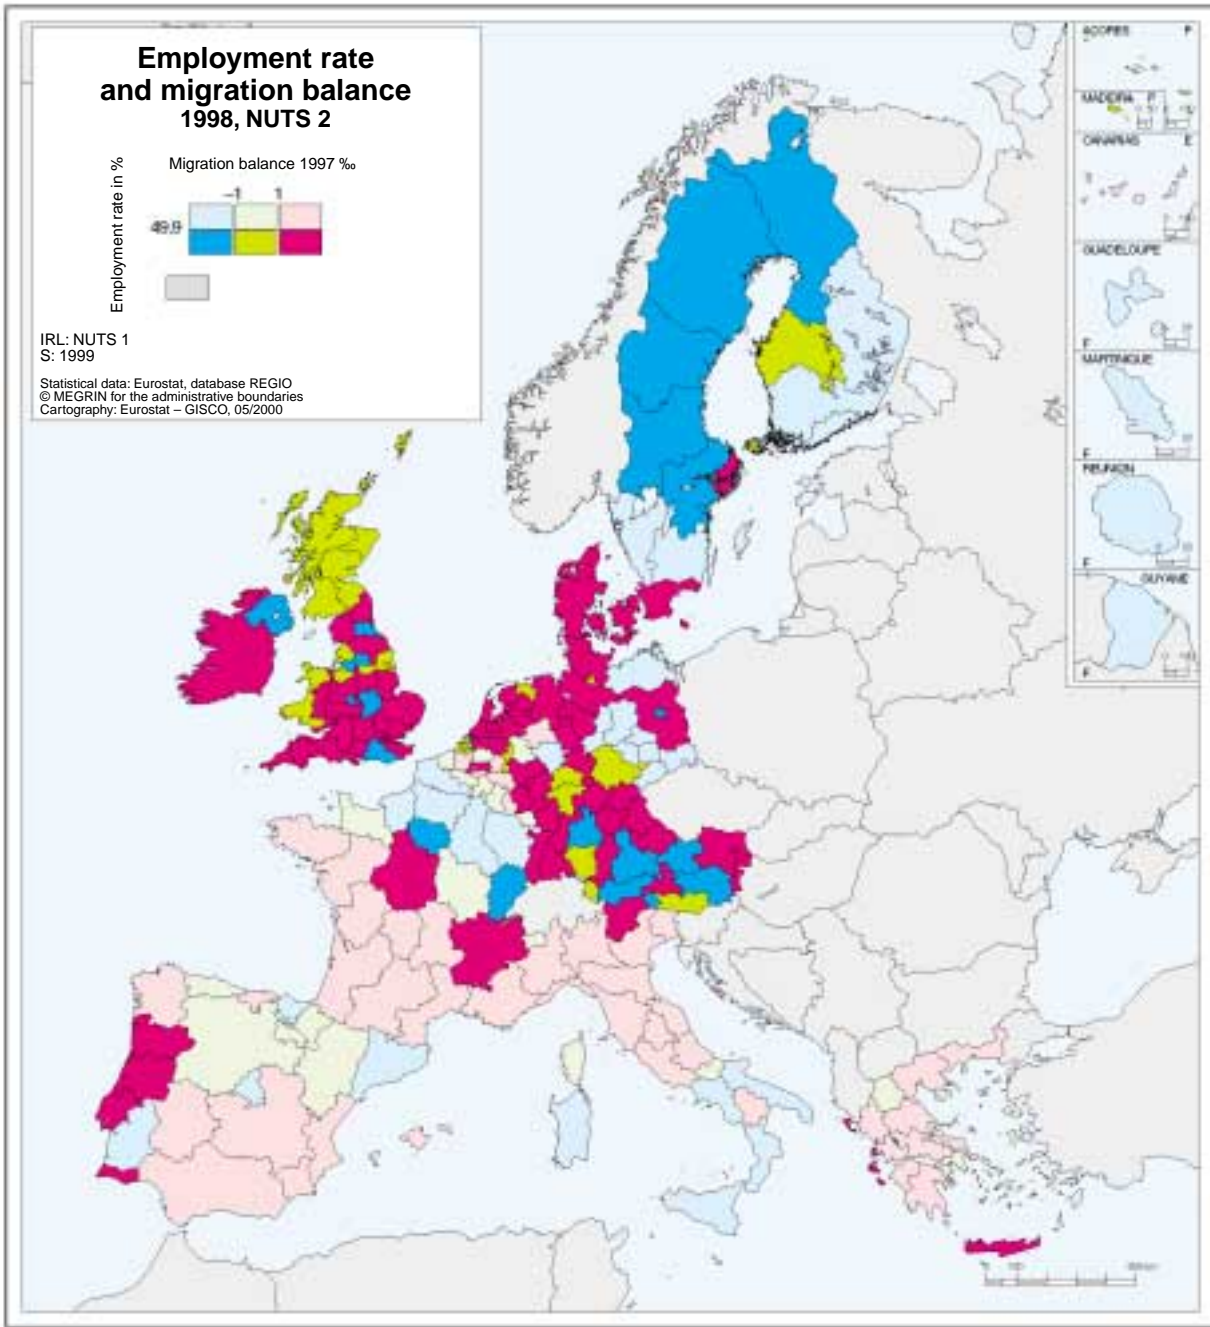 Employment rate
and migration balance
1998, NUTS 2
Migration balance 1997 ‰
Employment rate in %
–1 1
49.9
IRL: NUTS 1
S: 1999
Statistical data: Eurostat, database REGIO
© MEGRIN for the administrative boundaries
Cartography: Eurostat – GISCO, 05/2000
ACORES P
MADEIRA P
CANARIAS E
GUADELOUPE
F
MARTINIQUE
F
REUNION
F
GUYANE
F